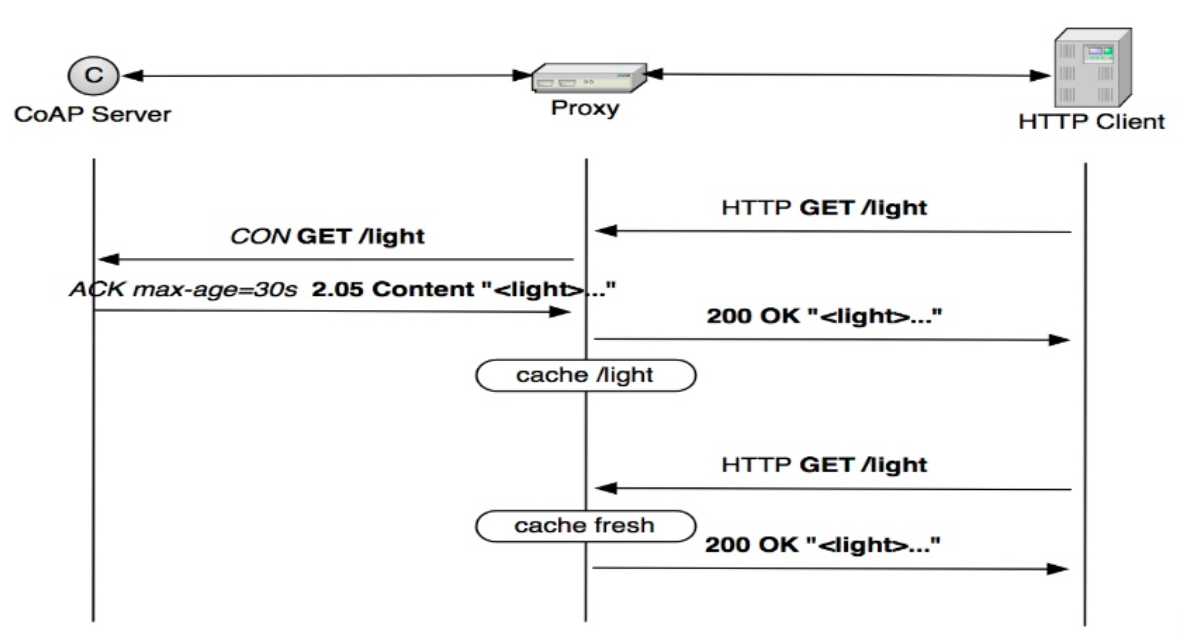 C
CoAP Server
Proxy
HTTP Client
HTTP GET /light
CON GET /light
ACK max-age=30s 2.05 Content "<light>..."
200 OK "<light>..."
cache /light
HTTP GET /light
cache fresh
200 OK "<light>..."